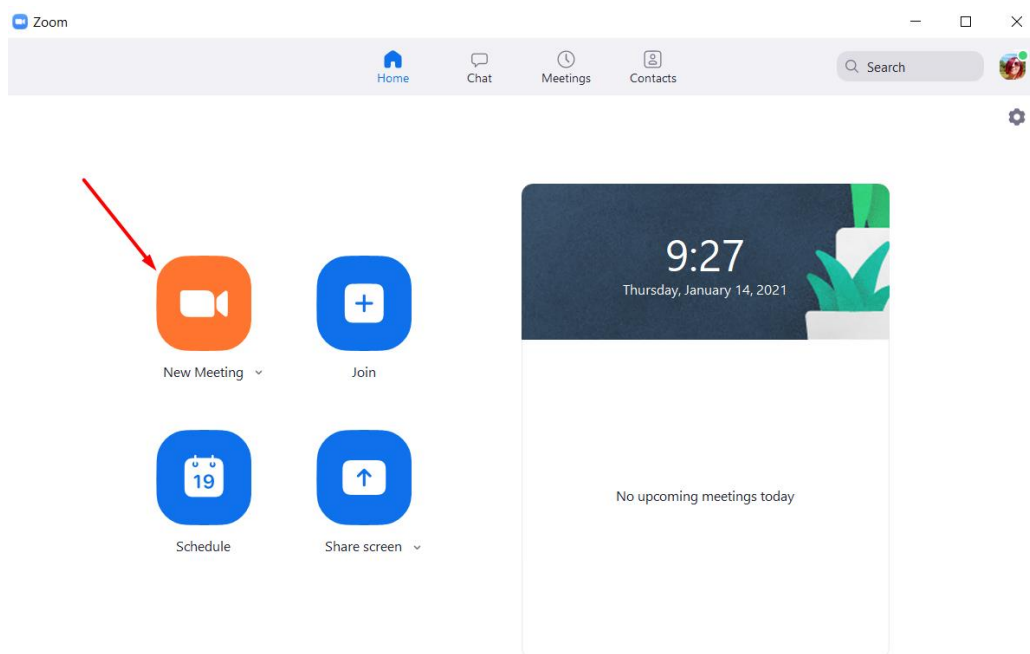 Zoom
Home
Chat
Meetings
Contacts
Search
9:27
Thursday, January 14, 2021
New Meeting
Join
19
Schedule
Share screen
No upcoming meetings today